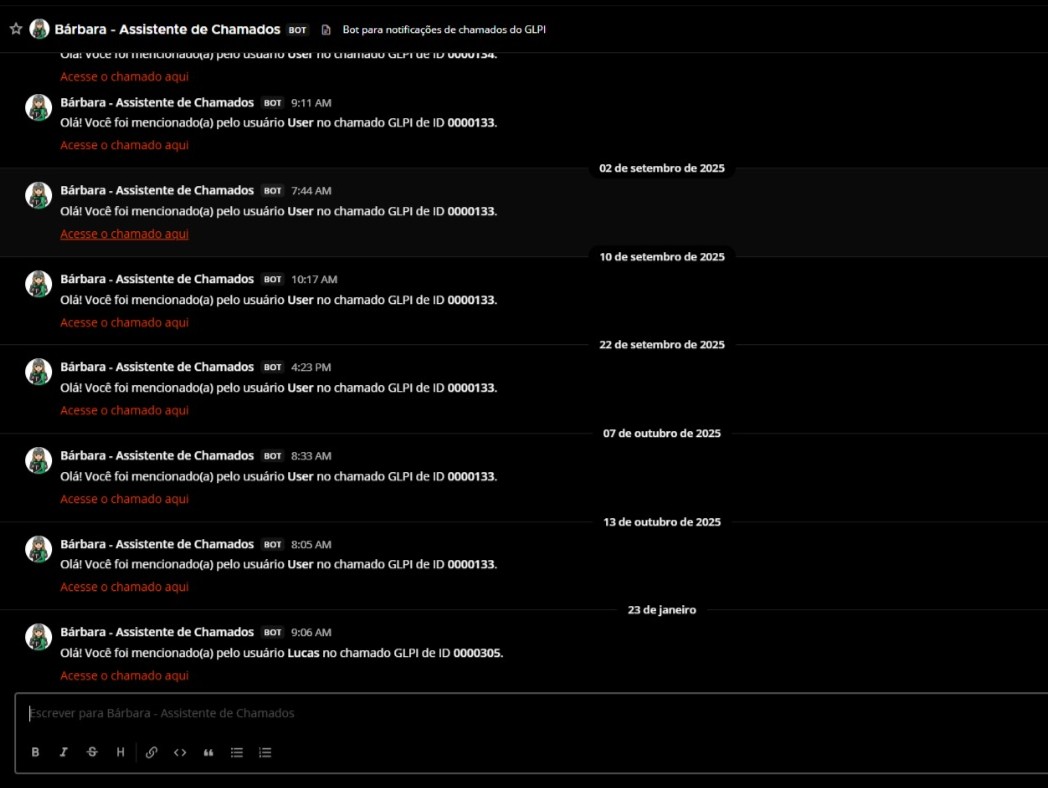 Bárbara - Assistente de Chamados BOT Bot para notificações de chamados do GLPI
Olá! Você foi mencionado(a) pelo usuário User no chamado GLPI de ID 0000134.
Acesse o chamado aqui
Bárbara - Assistente de Chamados BOT 9:11 AM
Olá! Você foi mencionado(a) pelo usuário User no chamado GLPI de ID 0000133.
Acesse o chamado aqui
02 de setembro de 2025
Bárbara - Assistente de Chamados BOT 7:44 AM
Olá! Você foi mencionado(a) pelo usuário User no chamado GLPI de ID 0000133.
Acesse o chamado aqui
10 de setembro de 2025
Bárbara - Assistente de Chamados BOT 10:17 AM
Olá! Você foi mencionado(a) pelo usuário User no chamado GLPI de ID 0000133.
Acesse o chamado aqui
22 de setembro de 2025
Bárbara - Assistente de Chamados BOT 4:23 PM
Olá! Você foi mencionado(a) pelo usuário User no chamado GLPI de ID 0000133.
Acesse o chamado aqui
07 de outubro de 2025
Bárbara - Assistente de Chamados BOT 8:33 AM
Olá! Você foi mencionado(a) pelo usuário User no chamado GLPI de ID 0000133.
Acesse o chamado aqui
13 de outubro de 2025
Bárbara - Assistente de Chamados BOT 8:05 AM
Olá! Você foi mencionado(a) pelo usuário User no chamado GLPI de ID 0000133.
Acesse o chamado aqui
23 de janeiro
Bárbara - Assistente de Chamados BOT 9:06 AM
Olá! Você foi mencionado(a) pelo usuário Lucas no chamado GLPI de ID 0000305.
Acesse o chamado aqui
Escrever para Bárbara - Assistente de Chamados
B I S H